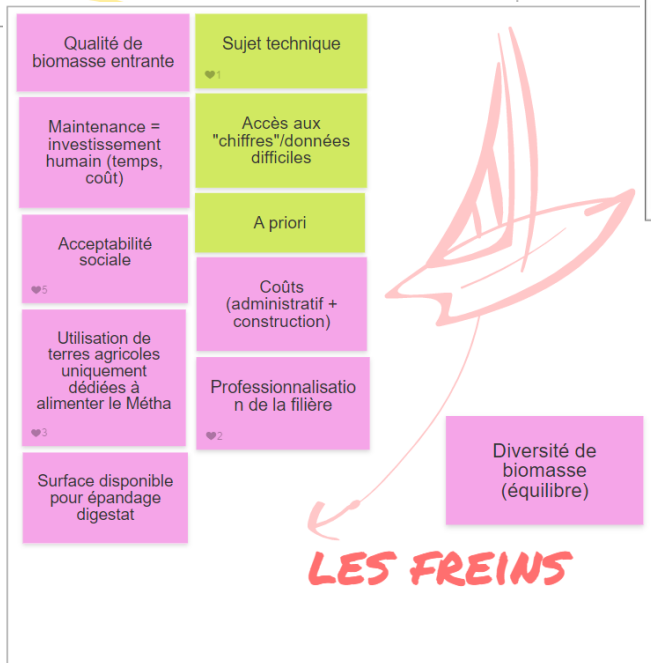 Qualité de
biomasse entrante
Maintenance =
investissement
humain (temps,
coût)
Acceptabilité
sociale
5
Utilisation de
terres agricoles
uniquement
dédiées à
alimenter le Métha
3
Surface disponible
pour épandage
digestat
Sujet technique
1
Accès aux
"chiffres"/données
difficiles
A priori
Coûts
(administratif +
construction)
Professionnalisatio
n de la filière
2
Diversité de
biomasse
(équilibre)
LES FREINS